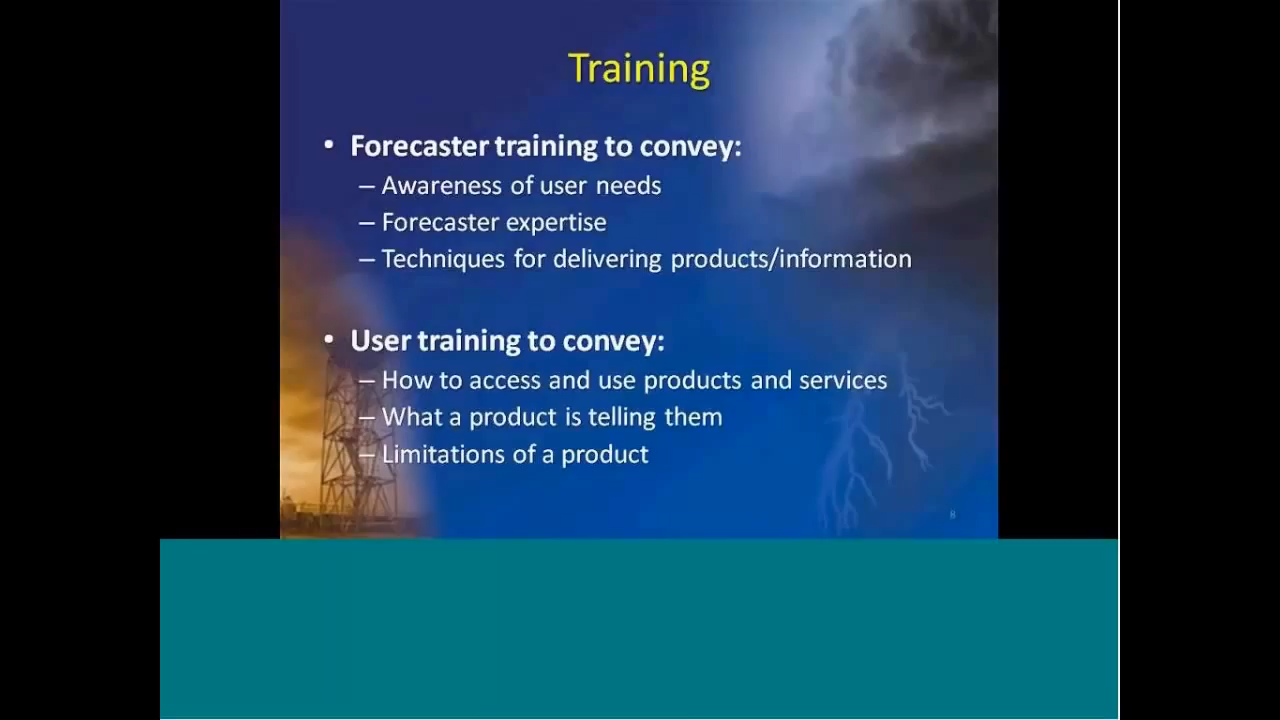 Training
• Forecaster training to convey:
– Awareness of user needs
– Forecaster expertise
– Techniques for delivering products/information
• User training to convey:
– How to access and use products and services
– What a product is telling them
– Limitations of a product
8